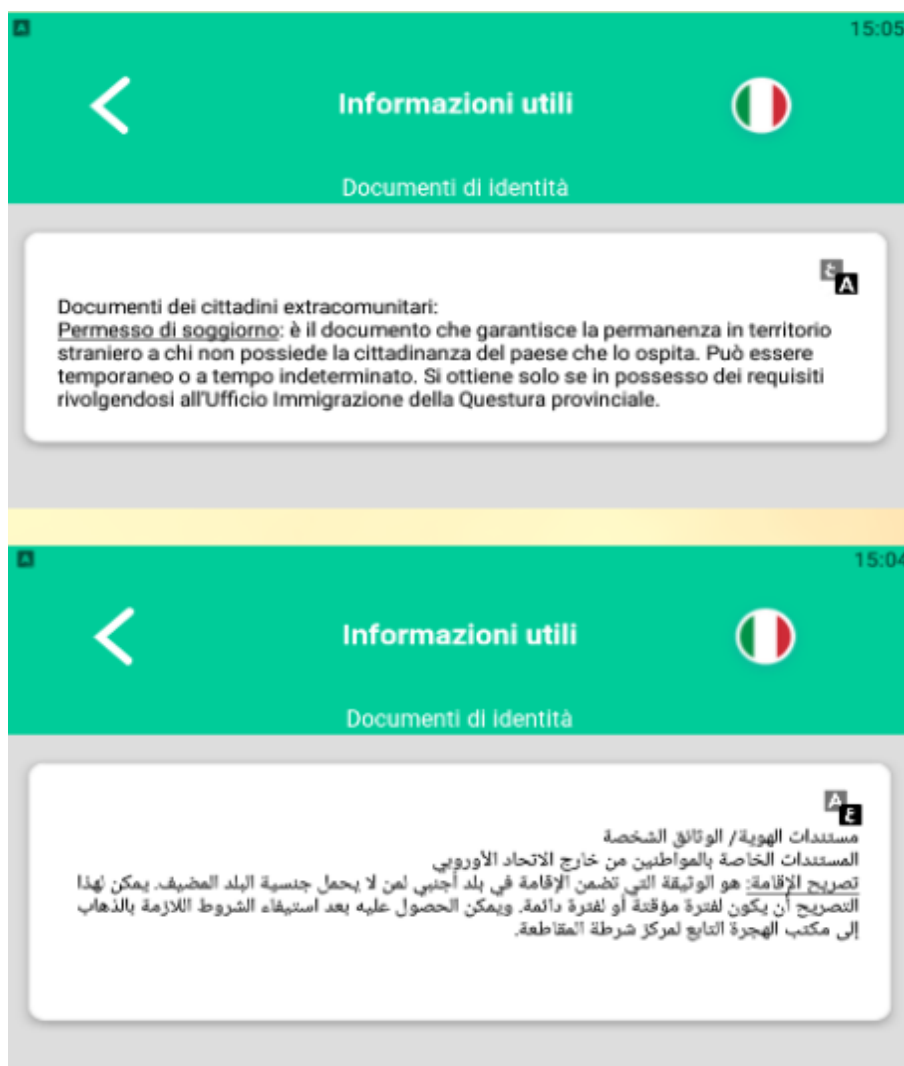 15:05
Informazioni utili
Documenti di identità
Documenti dei cittadini extracomunitari:
Permesso di soggiorno: è il documento che garantisce la permanenza in territorio
straniero a chi non possiede la cittadinanza del paese che lo ospita. Può essere
temporaneo o a tempo indeterminato. Si ottiene solo se in possesso dei requisiti
rivolgendosi all'Ufficio Immigrazione della Questura provinciale.
15:04
Informazioni utili
Documenti di identità
مستندات الهوية/ الوثائق الشخصة
المستندات الخاصة بالمواطنين من خارج الاتحاد الأوروبي
تصريح الإقامة: هو الوثيقة التي تضمن الإقامة في بلد أجنبي لمن لا يحمل جنسية البلد المضيف. يمكن لهذا
التصريح أن يكون لفترة مؤقتة أو لفترة دائمة. ويمكن الحصول عليه بعد استيفاء الشروط اللازمة بالذهاب
إلى مكتب الهجرة التابع لمركز شرطة المقاطعة.